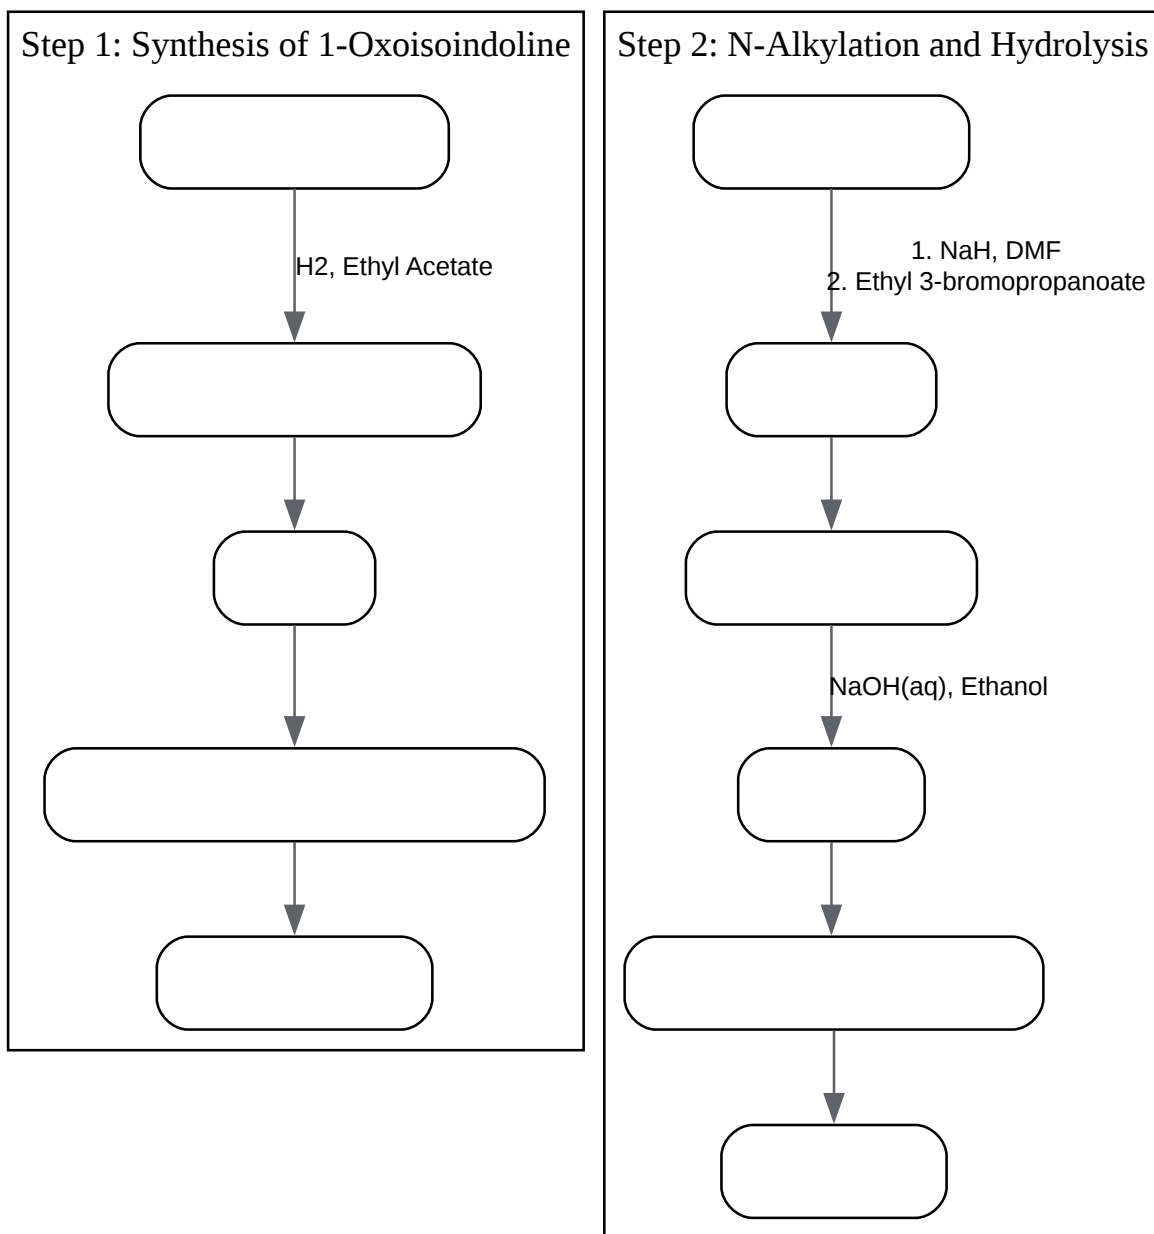 Step 1: Synthesis of 1-Oxoisoindoline
H2, Ethyl Acetate
Step 2: N-Alkylation and Hydrolysis
1. NaH, DMF
2. Ethyl 3-bromopropanoate
NaOH(aq), Ethanol